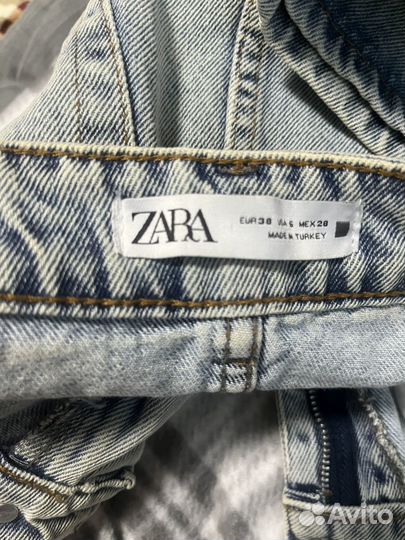 ZARA
EUR 38 USA 6 MEX 28
MADE IN TURKEY
Avito